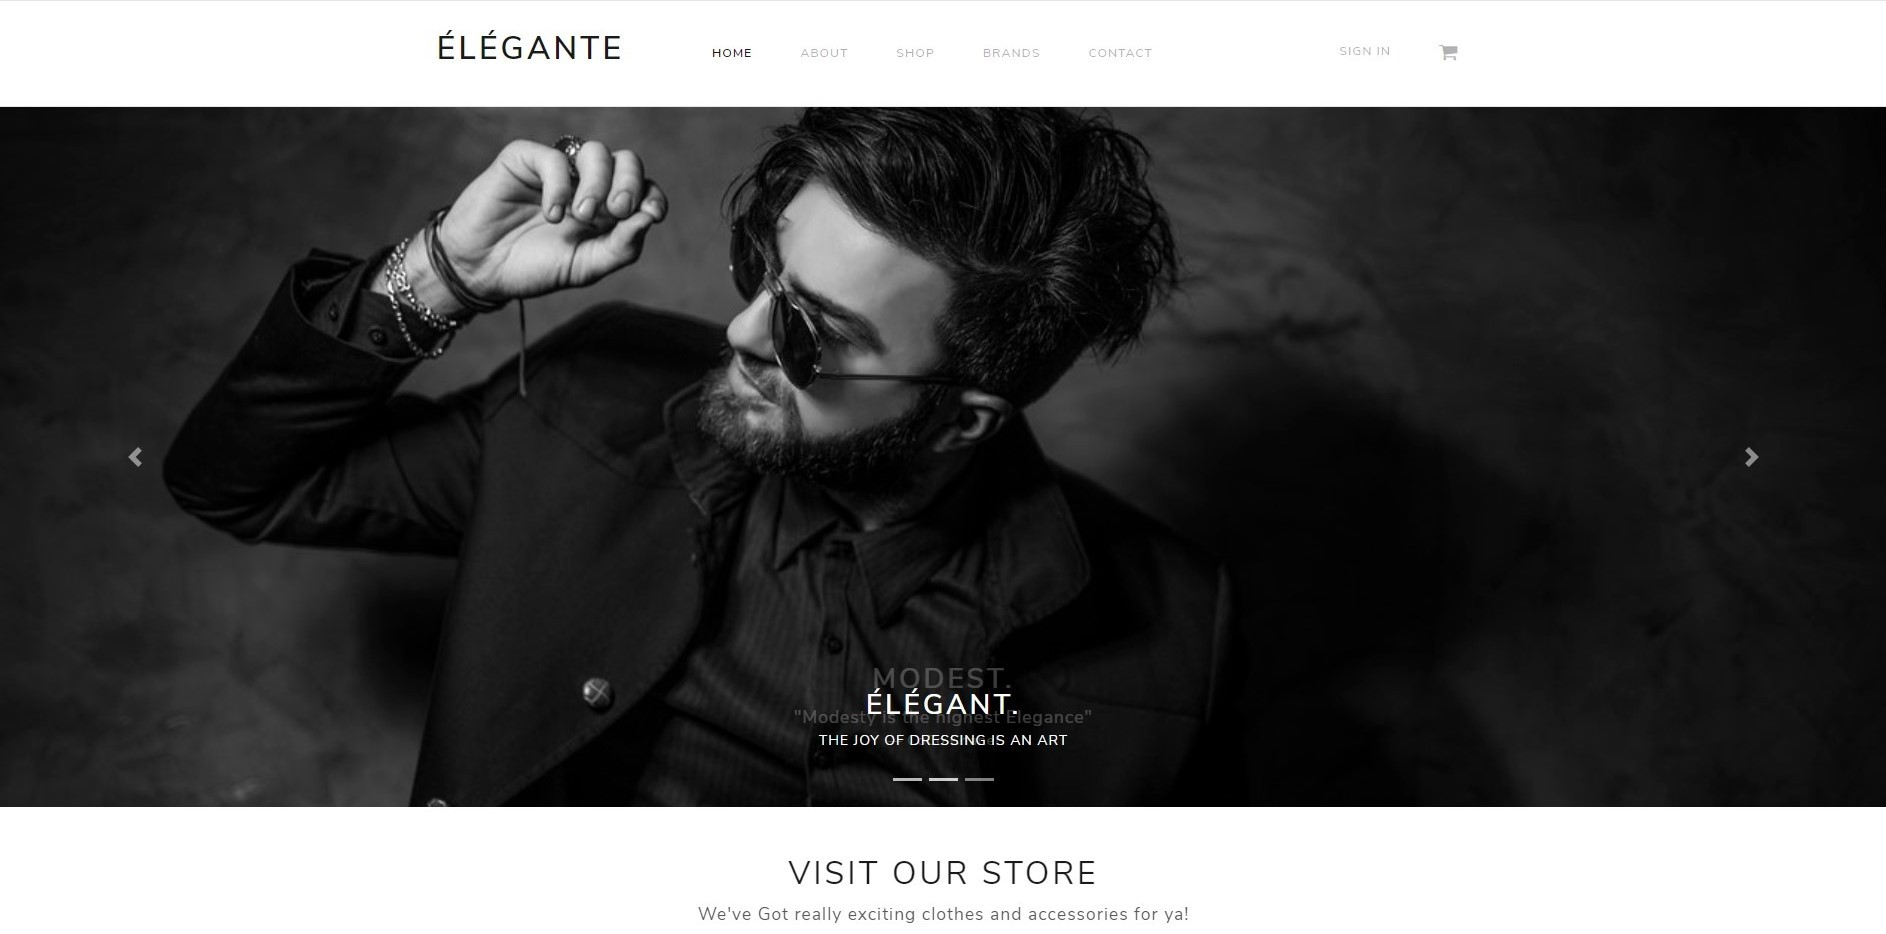 ÉLÉGANTE
HOME ABOUT SHOP BRANDS CONTACT
SIGN IN
MODEST.
ÉLÉGANT.
"Modesty is the highest Elegance"
THE JOY OF DRESSING IS AN ART
VISIT OUR STORE
We've Got really exciting clothes and accessories for ya!